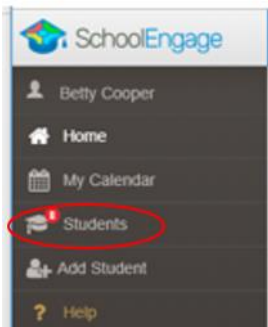 SchoolEngage
Betty Cooper
Home
My Calendar
Students
Add Student
? Help